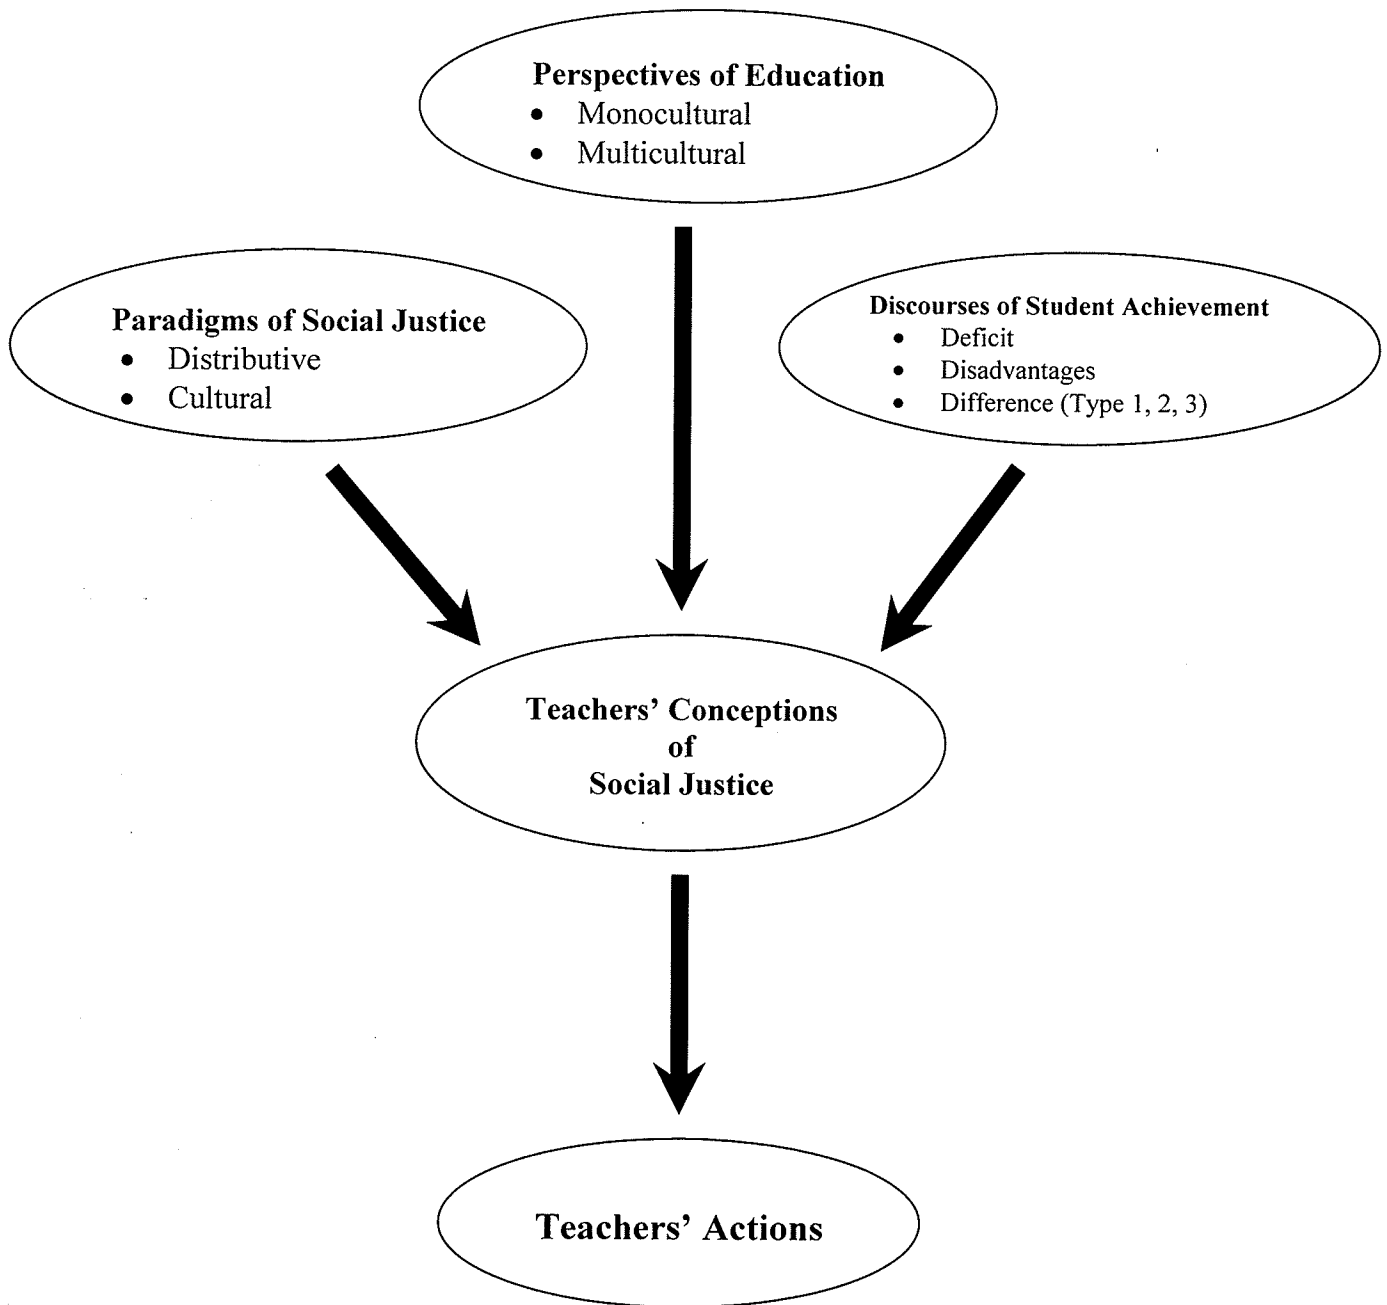 Perspectives of Education
• Monocultural
• Multicultural
Paradigms of Social Justice
• Distributive
• Cultural
Discourses of Student Achievement
• Deficit
• Disadvantages
• Difference (Type 1, 2, 3)
Teachers’ Conceptions
of
Social Justice
Teachers’ Actions